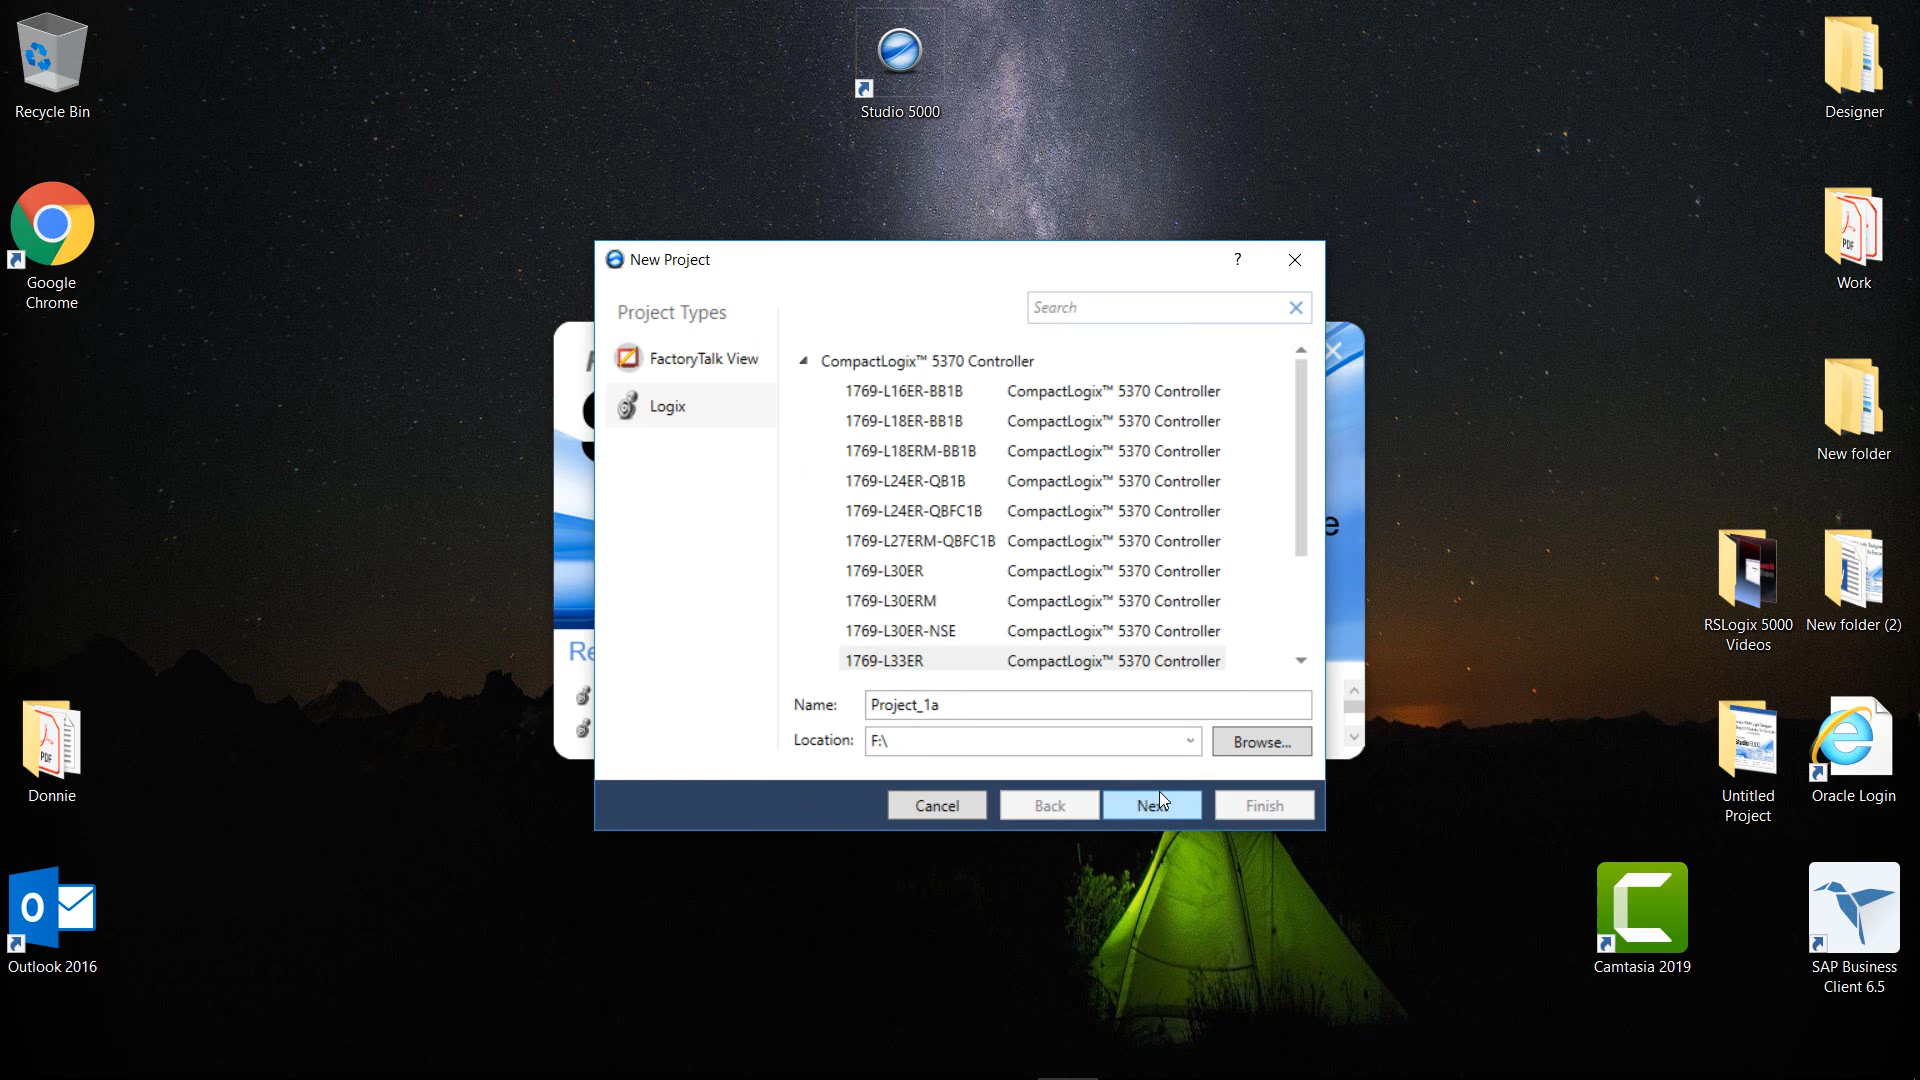 Recycle Bin
Studio 5000
Designer
Google
Chrome
Work
New folder
RSLogix 5000
Videos
New folder (2)
Donnie
Untitled
Project
Oracle Login
Outlook 2016
Camtasia 2019
SAP Business
Client 6.5
New Project
?
Project Types
Search
FactoryTalk View
Logix
CompactLogix™ 5370 Controller
1769-L16ER-BB1B CompactLogix™ 5370 Controller
1769-L18ER-BB1B CompactLogix™ 5370 Controller
1769-L18ERM-BB1B CompactLogix™ 5370 Controller
1769-L24ER-QB1B CompactLogix™ 5370 Controller
1769-L24ER-QBFC1B CompactLogix™ 5370 Controller
1769-L27ERM-QBFC1B CompactLogix™ 5370 Controller
1769-L30ER CompactLogix™ 5370 Controller
1769-L30ERM CompactLogix™ 5370 Controller
1769-L30ER-NSE CompactLogix™ 5370 Controller
1769-L33ER CompactLogix™ 5370 Controller
Name: Project_1a
Location: F:\ Browse...
Cancel Back Next Finish
Re
e